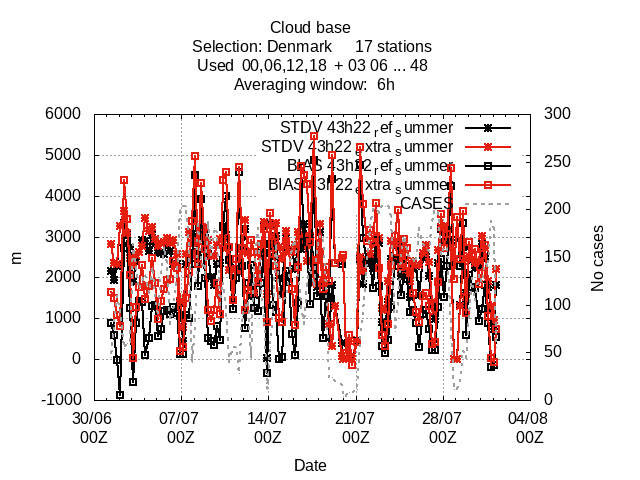 Cloud base
Selection: Denmark 17 stations
Used 00,06,12,18 + 03 06 ... 48
Averaging window: 6h
6000
5000
4000
3000
2000
1000
0
-1000
m
300
250
200
150
100
50
0
No cases
STDV 43h22_ref_summer
STDV 43h22_extra_summer
BIAS 43h22_ref_summer
BIAS 43h22_extra_summer
CASES
30/06 07/07 14/07 21/07 28/07 04/08
00Z 00Z 00Z 00Z 00Z 00Z
Date